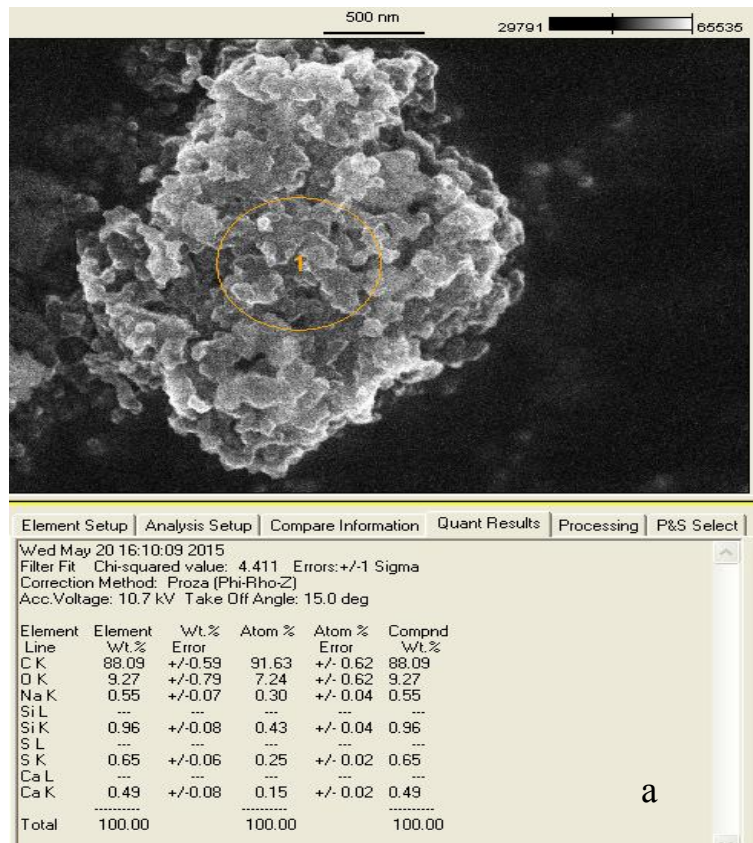 500 nm
29791 65535
1
Element Setup Analysis Setup Compare Information Quant Results Processing P&S Select
Wed May 20 16:10:09 2015
Filter Fit Chi-squared value: 4.411 Errors:+/-1 Sigma
Correction Method: Proza (Phi-Rho-Z)
Acc.Voltage: 10.7 kV Take Off Angle: 15.0 deg
Element Element Wt.% Atom % Atom % Compnd
Line Wt.% Error Error Wt.%
C K 88.09 +/-0.59 91.63 +/- 0.62 88.09
O K 9.27 +/-0.79 7.24 +/- 0.62 9.27
Na K 0.55 +/-0.07 0.30 +/- 0.04 0.55
Si L --- --- --- --- ---
Si K 0.96 +/-0.08 0.43 +/- 0.04 0.96
S L --- --- --- --- ---
S K 0.65 +/-0.06 0.25 +/- 0.02 0.65
Ca L --- --- --- --- ---
Ca K 0.49 +/-0.08 0.15 +/- 0.02 0.49
a
Total 100.00 100.00 100.00